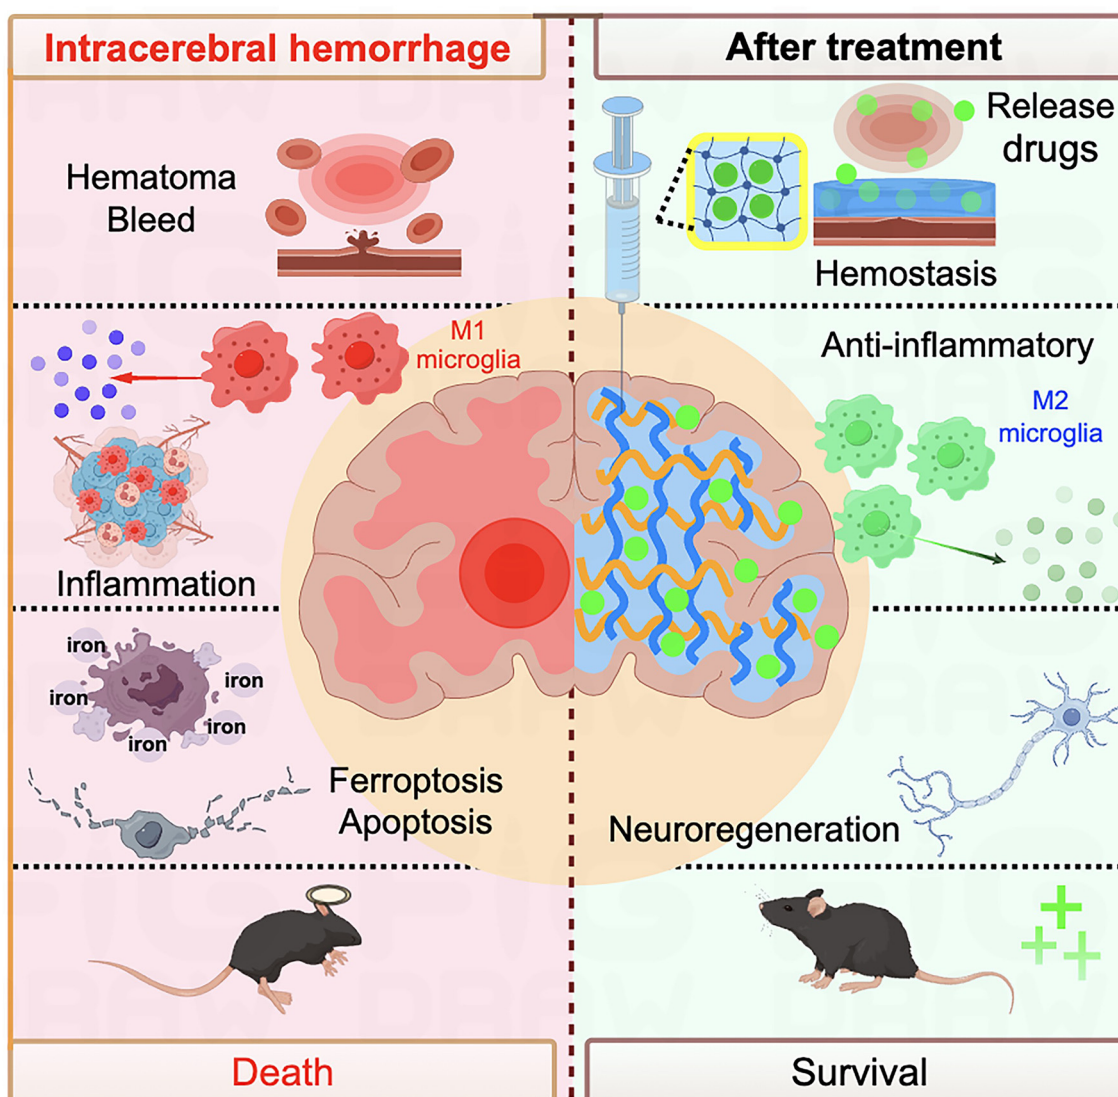 Intracerebral hemorrhage
After treatment
Hematoma
Bleed
Release
drugs
Hemostasis
M1
microglia
Inflammation
Anti-inflammatory
M2
microglia
iron
iron
iron
iron
iron
Ferroptosis
Apoptosis
Neuroregeneration
Death
Survival